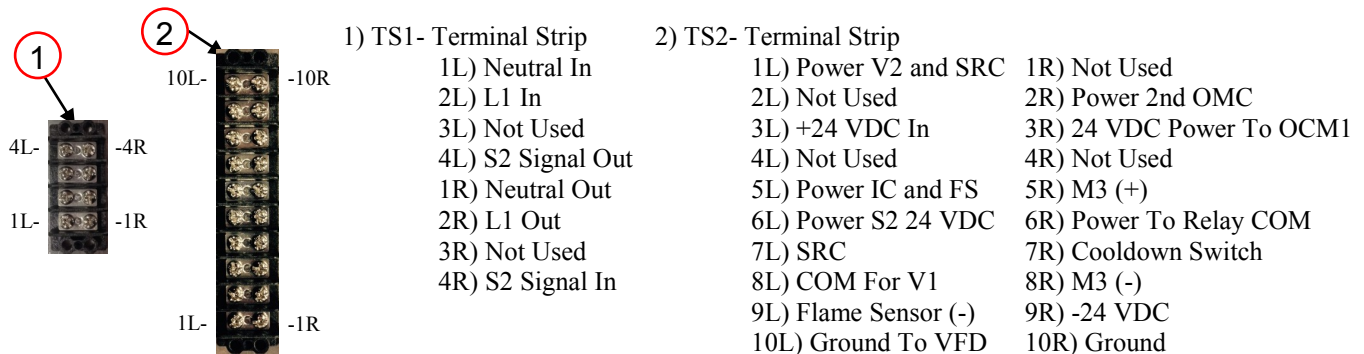 1
2
10L-
-10R
4L-
-4R
1L-
-1R
1L-
-1R
1) TS1- Terminal Strip
1L) Neutral In
2L) L1 In
3L) Not Used
4L) S2 Signal Out
1R) Neutral Out
2R) L1 Out
3R) Not Used
4R) S2 Signal In
2) TS2- Terminal Strip
1L) Power V2 and SRC
2L) Not Used
3L) +24 VDC In
4L) Not Used
5L) Power IC and FS
6L) Power S2 24 VDC
7L) SRC
8L) COM For V1
9L) Flame Sensor (-)
10L) Ground To VFD
1R) Not Used
2R) Power 2nd OMC
3R) 24 VDC Power To OCM1
4R) Not Used
5R) M3 (+)
6R) Power To Relay COM
7R) Cooldown Switch
8R) M3 (-)
9R) -24 VDC
10R) Ground